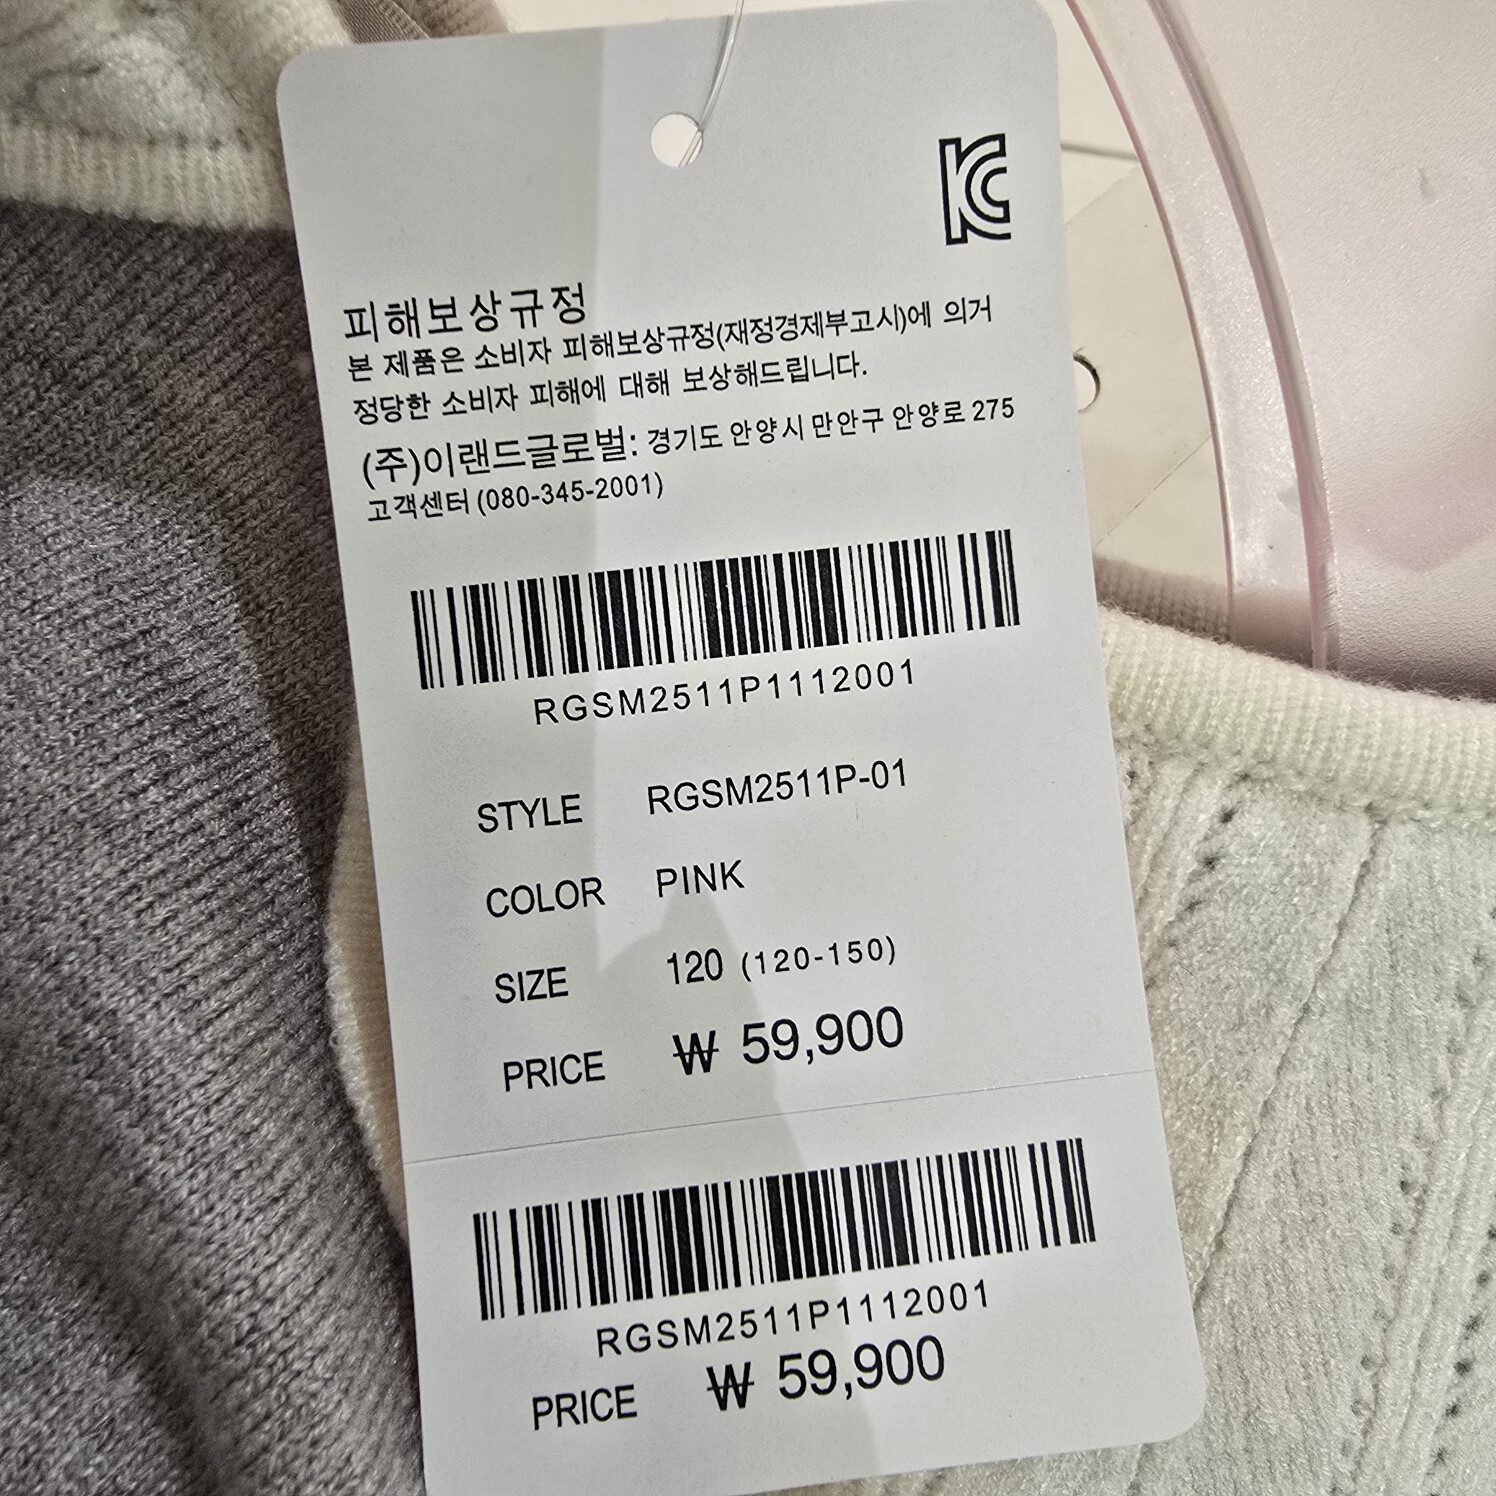 KC
피해보상규정
본 제품은 소비자 피해보상규정(재정경제부고시)에 의거
정당한 소비자 피해에 대해 보상해드립니다.
(주)이랜드글로벌: 경기도 안양시 만안구 안양로 275
고객센터 (080-345-2001)
RGSM2511P1112001
STYLE RGSM2511P-01
COLOR PINK
SIZE 120 (120-150)
PRICE ₩ 59,900
RGSM2511P1112001
PRICE ₩ 59,900